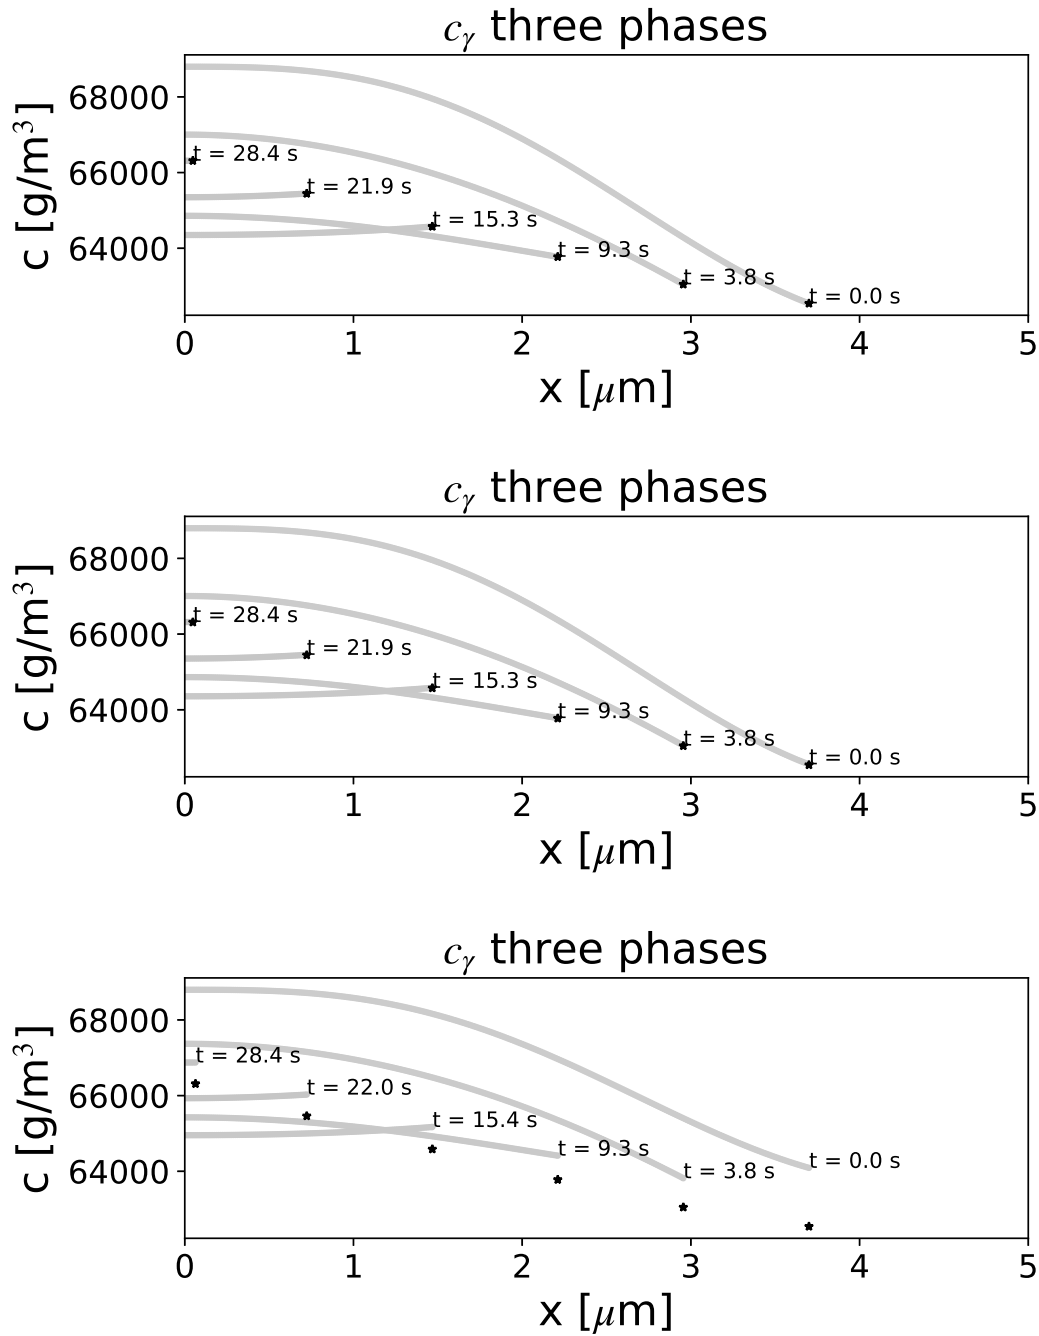 c_γ three phases
68000
t = 28.4 s
66000
t = 21.9 s
t = 15.3 s
64000
t = 9.3 s
t = 3.8 s
t = 0.0 s
c [g/m³]
0 1 2 3 4 5
x [μm]
c_γ three phases
68000
t = 28.4 s
66000
t = 21.9 s
t = 15.3 s
64000
t = 9.3 s
t = 3.8 s
t = 0.0 s
c [g/m³]
0 1 2 3 4 5
x [μm]
c_γ three phases
68000
t = 28.4 s
66000
t = 22.0 s
t = 15.4 s
t = 9.3 s
64000
t = 0.0 s
t = 3.8 s
c [g/m³]
0 1 2 3 4 5
x [μm]